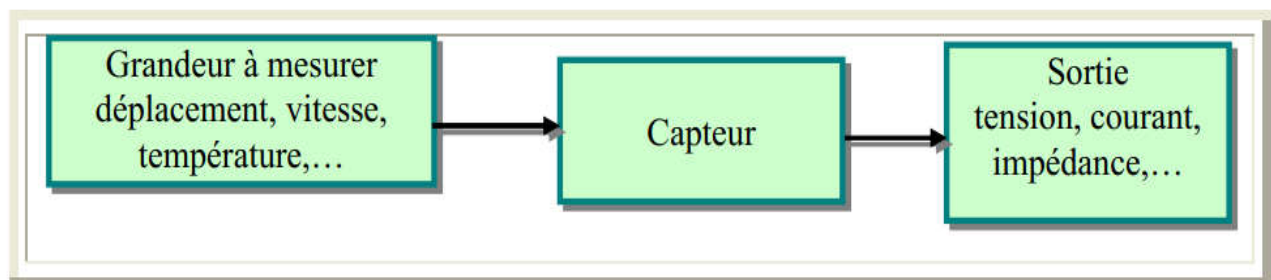 Grandeur à mesurer
déplacement, vitesse,
température,…
Capteur
Sortie
tension, courant,
impédance,…